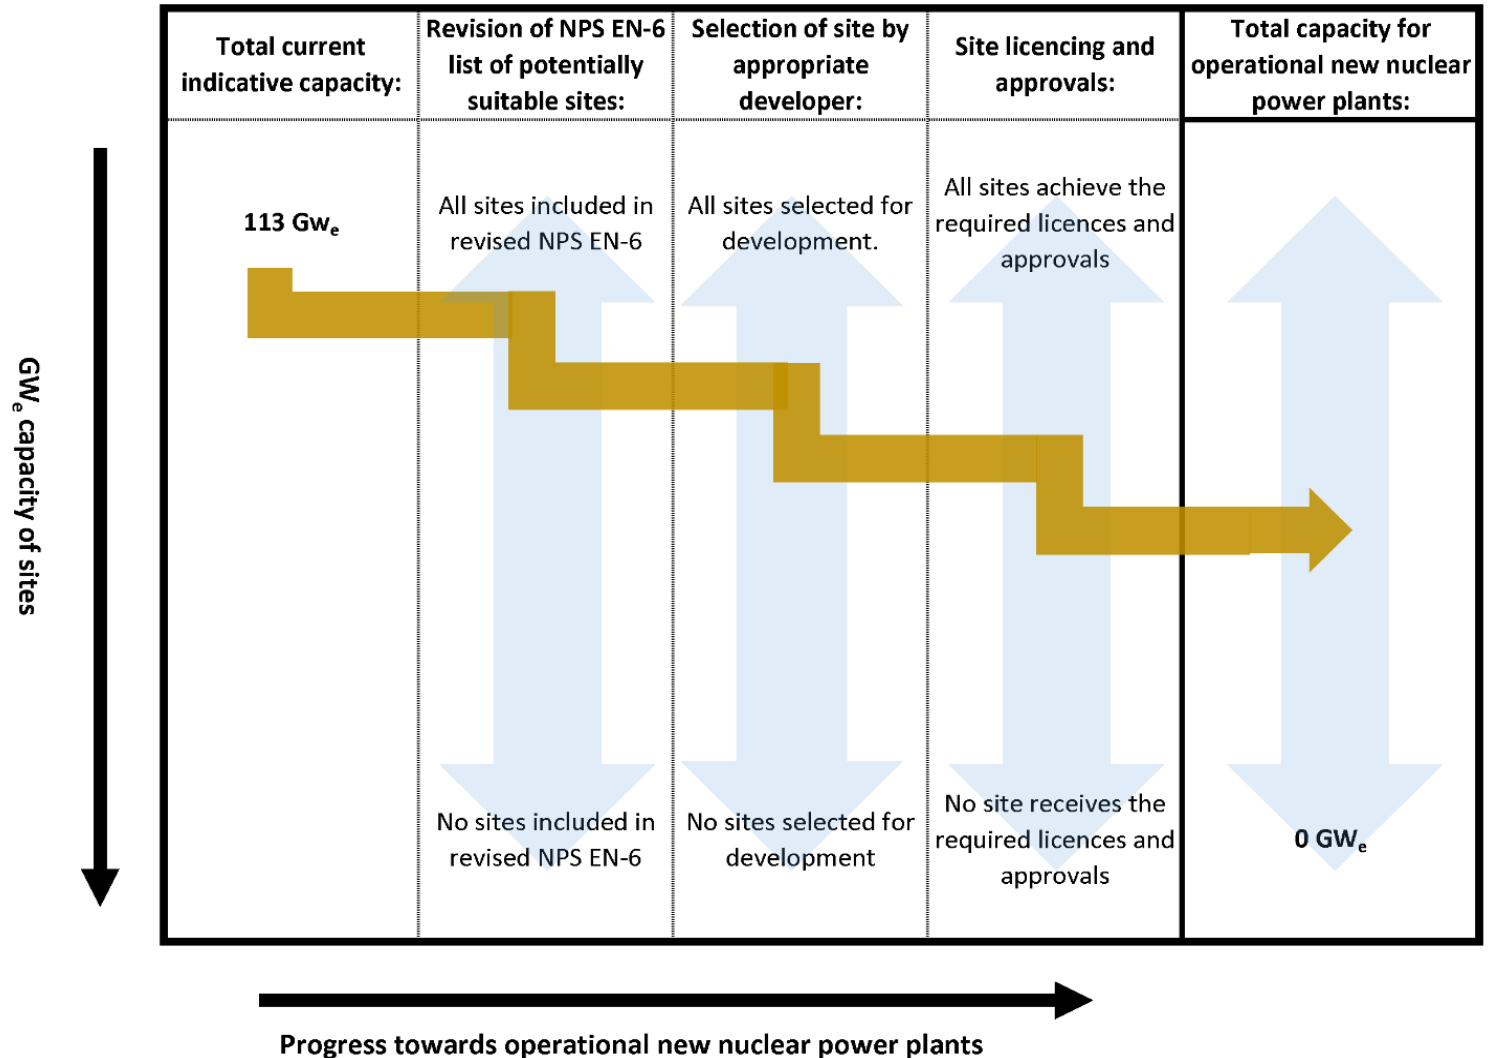 Total current
indicative capacity:
Revision of NPS EN-6
list of potentially
suitable sites:
Selection of site by
appropriate
developer:
Site licencing and
approvals:
Total capacity for
operational new nuclear
power plants:
113 Gwe
All sites included in
revised NPS EN-6
All sites selected for
development.
All sites achieve the
required licences and
approvals
GWe capacity of sites
No sites included in
revised NPS EN-6
No sites selected for
development
No site receives the
required licences and
approvals
0 GWe
Progress towards operational new nuclear power plants